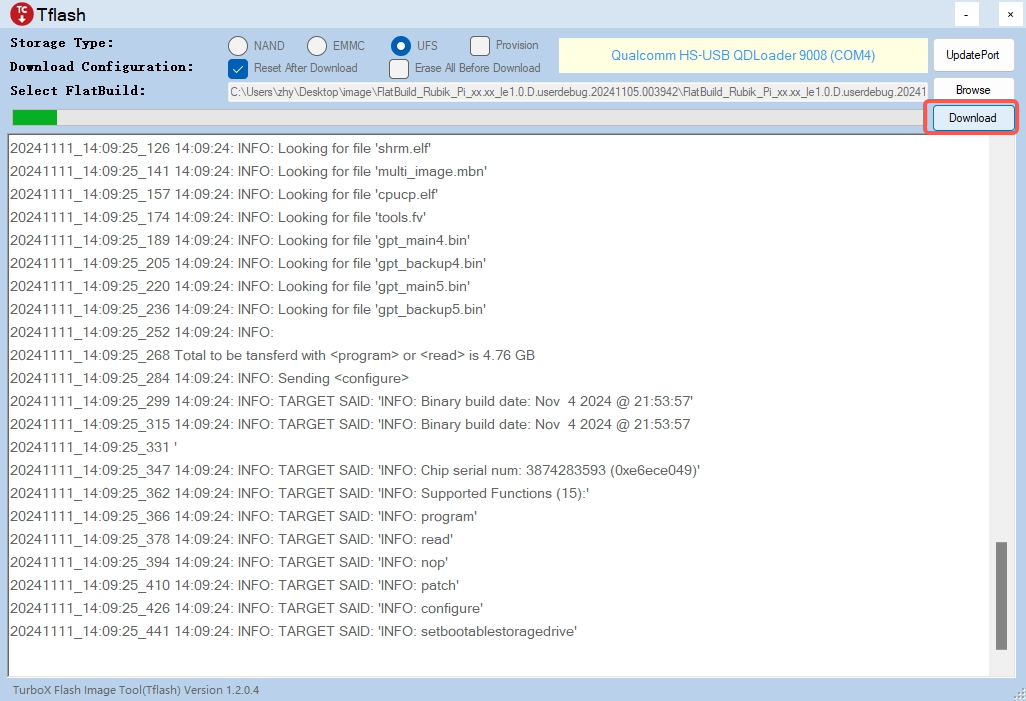 TC Tflash - ×
Storage Type: NAND EMMC UFS Provision
Qualcomm HS-USB QDLoader 9008 (COM4) UpdatePort
Download Configuration: Reset After Download Erase All Before Download
Select FlatBuild: C:\Users\zhy\Desktop\image\FlatBuild_Rubik_Pi_xx.xx_le1.0.D.userdebug.20241105.003942\FlatBuild_Rubik_Pi_xx.xx_le1.0.D.userdebug.20241 Browse
Download
20241111_14:09:25_126 14:09:24: INFO: Looking for file 'shrm.elf'
20241111_14:09:25_141 14:09:24: INFO: Looking for file 'multi_image.mbn'
20241111_14:09:25_157 14:09:24: INFO: Looking for file 'cpucp.elf'
20241111_14:09:25_174 14:09:24: INFO: Looking for file 'tools.fv'
20241111_14:09:25_189 14:09:24: INFO: Looking for file 'gpt_main4.bin'
20241111_14:09:25_205 14:09:24: INFO: Looking for file 'gpt_backup4.bin'
20241111_14:09:25_220 14:09:24: INFO: Looking for file 'gpt_main5.bin'
20241111_14:09:25_236 14:09:24: INFO: Looking for file 'gpt_backup5.bin'
20241111_14:09:25_252 14:09:24: INFO:
20241111_14:09:25_268 Total to be tansferd with <program> or <read> is 4.76 GB
20241111_14:09:25_284 14:09:24: INFO: Sending <configure>
20241111_14:09:25_299 14:09:24: INFO: TARGET SAID: 'INFO: Binary build date: Nov  4 2024 @ 21:53:57'
20241111_14:09:25_315 14:09:24: INFO: TARGET SAID: 'INFO: Binary build date: Nov  4 2024 @ 21:53:57
20241111_14:09:25_331 '
20241111_14:09:25_347 14:09:24: INFO: TARGET SAID: 'INFO: Chip serial num: 3874283593 (0xe6ece049)'
20241111_14:09:25_362 14:09:24: INFO: TARGET SAID: 'INFO: Supported Functions (15):'
20241111_14:09:25_366 14:09:24: INFO: TARGET SAID: 'INFO: program'
20241111_14:09:25_378 14:09:24: INFO: TARGET SAID: 'INFO: read'
20241111_14:09:25_394 14:09:24: INFO: TARGET SAID: 'INFO: nop'
20241111_14:09:25_410 14:09:24: INFO: TARGET SAID: 'INFO: patch'
20241111_14:09:25_426 14:09:24: INFO: TARGET SAID: 'INFO: configure'
20241111_14:09:25_441 14:09:24: INFO: TARGET SAID: 'INFO: setbootablestoragedrive'
TurboX Flash Image Tool(Tflash) Version 1.2.0.4